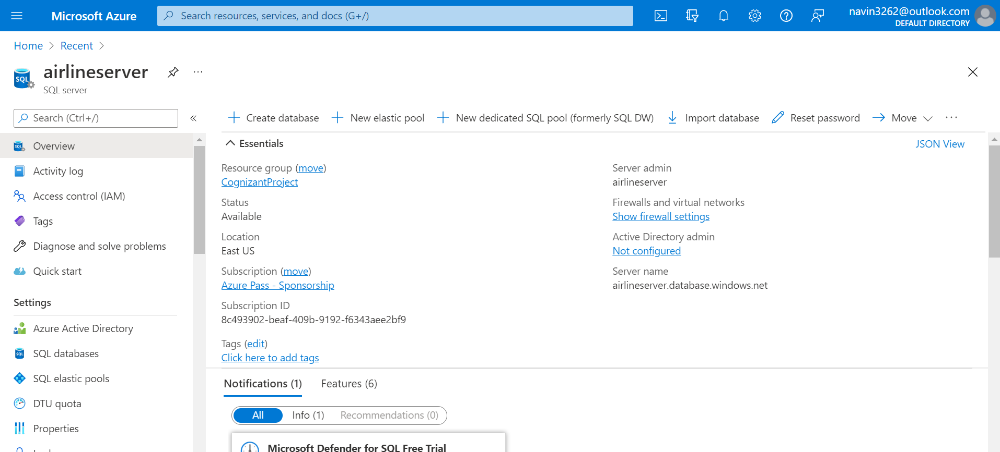 Microsoft Azure
Search resources, services, and docs (G+/)
navin3262@outlook.com
DEFAULT DIRECTORY
Home > Recent >
airlineserver
SQL server
Search (Ctrl+/)
Create database
New elastic pool
New dedicated SQL pool (formerly SQL DW)
Import database
Reset password
Move
Overview
Activity log
Access control (IAM)
Tags
Diagnose and solve problems
Quick start
Settings
Azure Active Directory
SQL databases
SQL elastic pools
DTU quota
Properties
Essentials
JSON View
Resource group (move)
CognizantProject
Status
Available
Location
East US
Subscription (move)
Azure Pass - Sponsorship
Subscription ID
8c493902-beaf-409b-9192-f6343aee2bf9
Tags (edit)
Click here to add tags
Server admin
airlineserver
Firewalls and virtual networks
Show firewall settings
Active Directory admin
Not configured
Server name
airlineserver.database.windows.net
Notifications (1)
Features (6)
All
Info (1)
Recommendations (0)
Microsoft Defender for SQL Free Trial